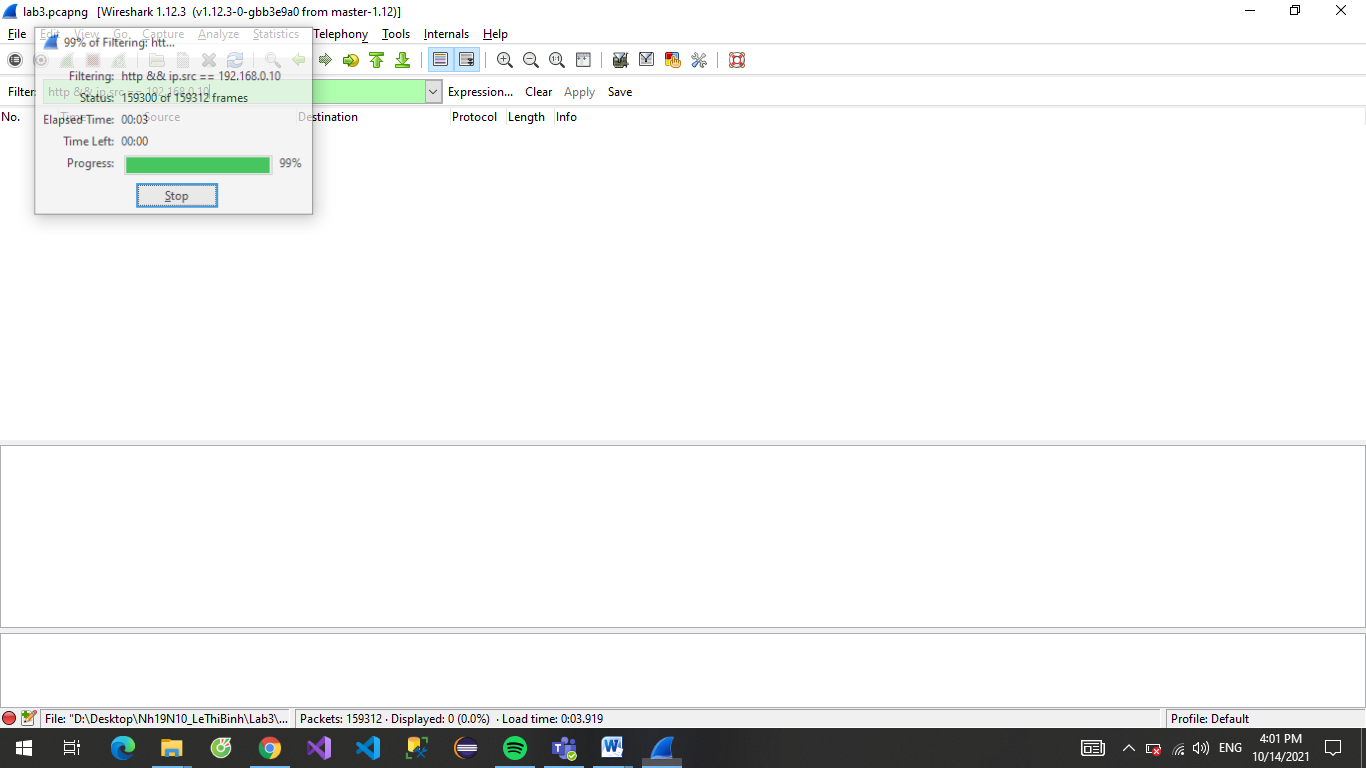 lab3.pcapng [Wireshark 1.12.3 (v1.12.3-0-gbb3e9a0 from master-1.12)]
File Edit View Go Capture Analyze Statistics Telephony Tools Internals Help
99% of Filtering: htt...
Filtering: http && ip.src == 192.168.0.10
Status: 159300 of 159312 frames
Elapsed Time: 00:03
Time Left: 00:00
Progress: 99%
Stop
Filter: http && ip.src == 192.168.0.10 Expression... Clear Apply Save
No. Time Source Destination Protocol Length Info
File: "D:\Desktop\Nh19N10_LeThiBinh\Lab3\... Packets: 159312 · Displayed: 0 (0.0%) · Load time: 0:03.919 Profile: Default
ENG 4:01 PM
10/14/2021